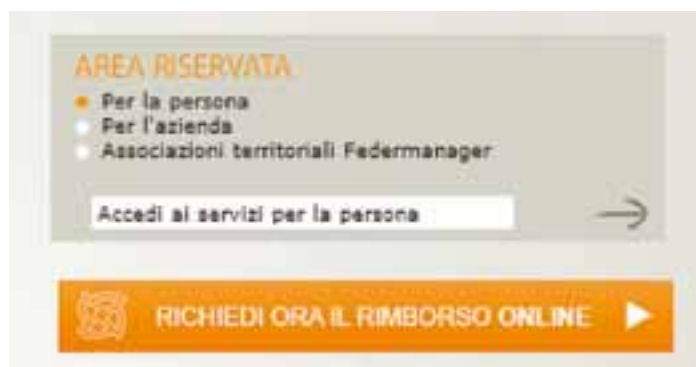 AREA RISERVATA
Per la persona
Per l'azienda
Associazioni territoriali Federmanager
Accedi ai servizi per la persona
RICHIEDI ORA IL RIMBORSO ONLINE